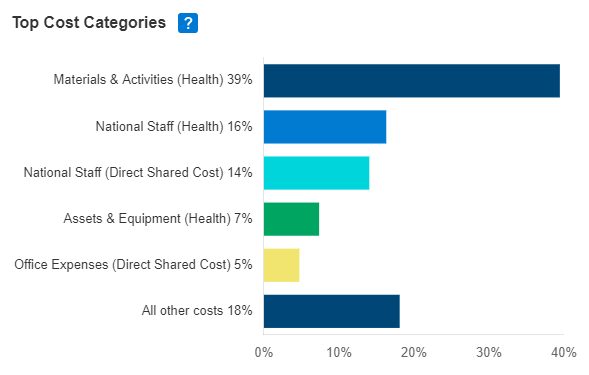 Top Cost Categories ?
Materials & Activities (Health) 39%
National Staff (Health) 16%
National Staff (Direct Shared Cost) 14%
Assets & Equipment (Health) 7%
Office Expenses (Direct Shared Cost) 5%
All other costs 18%
0% 10% 20% 30% 40%